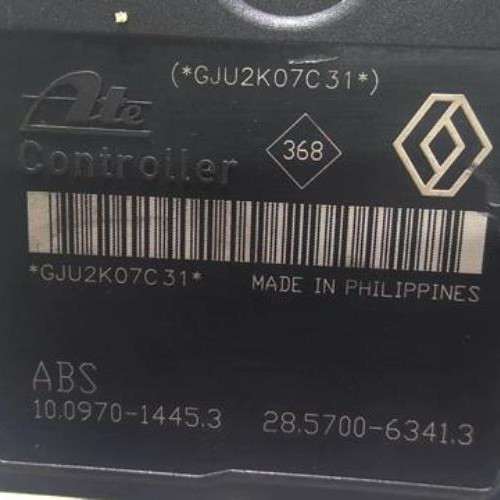 (*GJU2K07C31*)
Ate
Controller
368
*GJU2K07C31*
MADE IN PHILIPPINES
ABS
10.0970-1445.3 28.5700-6341.3